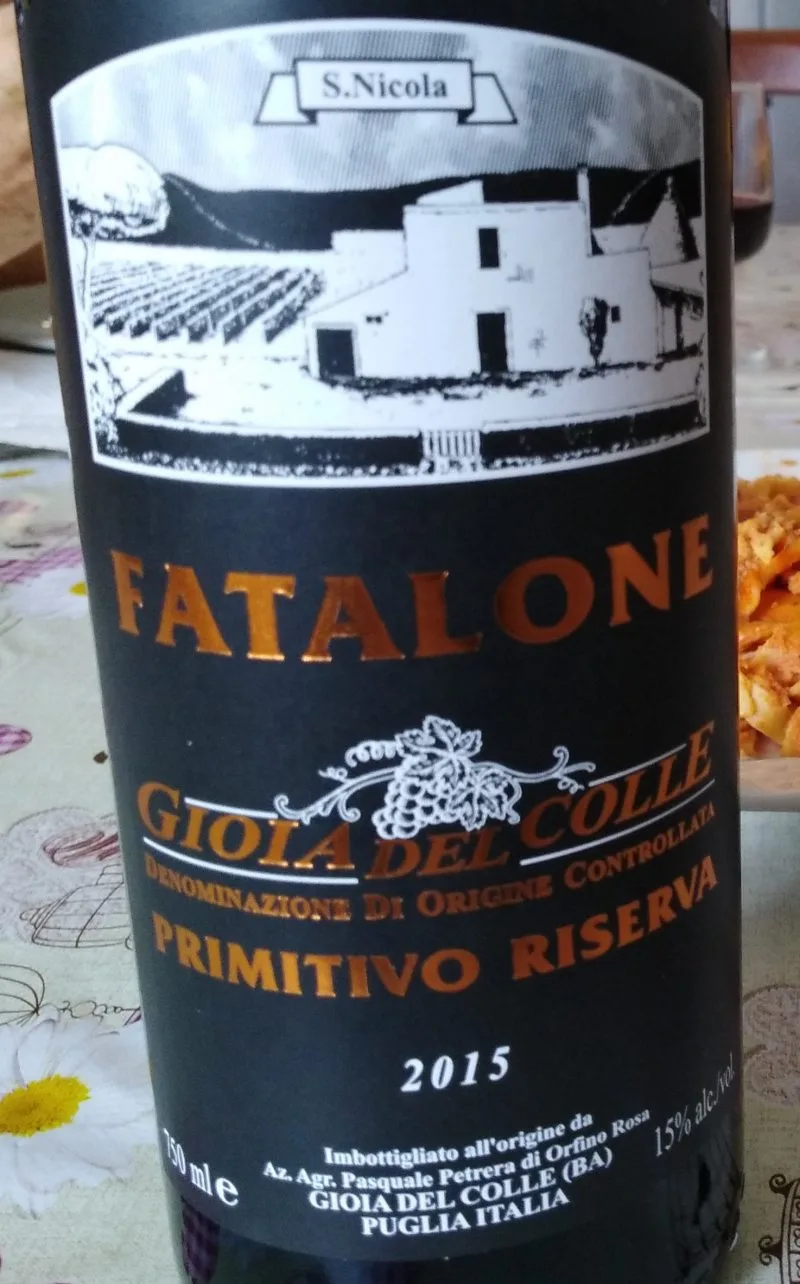 S.Nicola
FATALONE
GIOIA DEL COLLE
DENOMINAZIONE DI ORIGINE CONTROLLATA
PRIMITIVO RISERVA
2015
750 ml e
15% alc./vol.
Imbottigliato all'origine da
Az. Agr. Pasquale Petrera di Orfino Rosa
GIOIA DEL COLLE (BA)
PUGLIA ITALIA